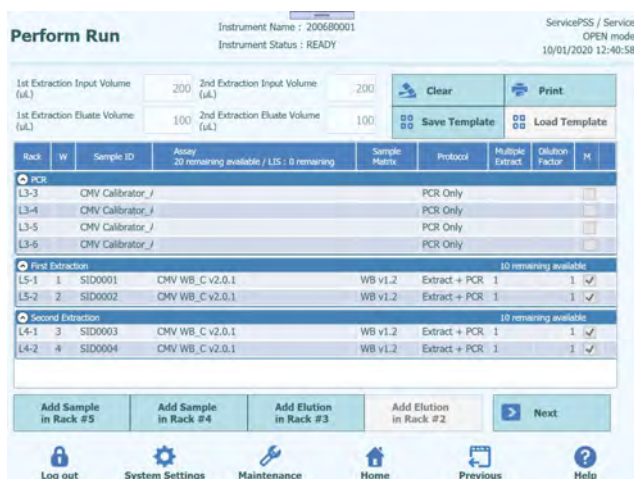 Perform Run
Instrument Name : 200680001
Instrument Status : READY
ServicePSS / Service
OPEN mode
10/01/2020 12:40:58
1st Extraction Input Volume (uL) 200 2nd Extraction Input Volume (uL) 200
Clear
Print
1st Extraction Eluate Volume (uL) 100 2nd Extraction Eluate Volume (uL) 100
Save Template
Load Template
Rack W Sample ID Assay 20 remaining available / LIS : 0 remaining Sample Matrix Protocol Multiple Extract Dilution Factor M
PCR
L3-3 CMV Calibrator_A PCR Only
L3-4 CMV Calibrator_A PCR Only
L3-5 CMV Calibrator_A PCR Only
L3-6 CMV Calibrator_A PCR Only
First Extraction 10 remaining available
L5-1 1 SID0001 CMV WB_C v2.0.1 WB v1.2 Extract + PCR 1 1
L5-2 2 SID0002 CMV WB_C v2.0.1 WB v1.2 Extract + PCR 1 1
Second Extraction 10 remaining available
L4-1 3 SID0003 CMV WB_C v2.0.1 WB v1.2 Extract + PCR 1 1
L4-2 4 SID0004 CMV WB_C v2.0.1 WB v1.2 Extract + PCR 1 1
Add Sample in Rack #5
Add Sample in Rack #4
Add Elution in Rack #3
Add Elution in Rack #2
Next
Log out
System Settings
Maintenance
Home
Previous
Help